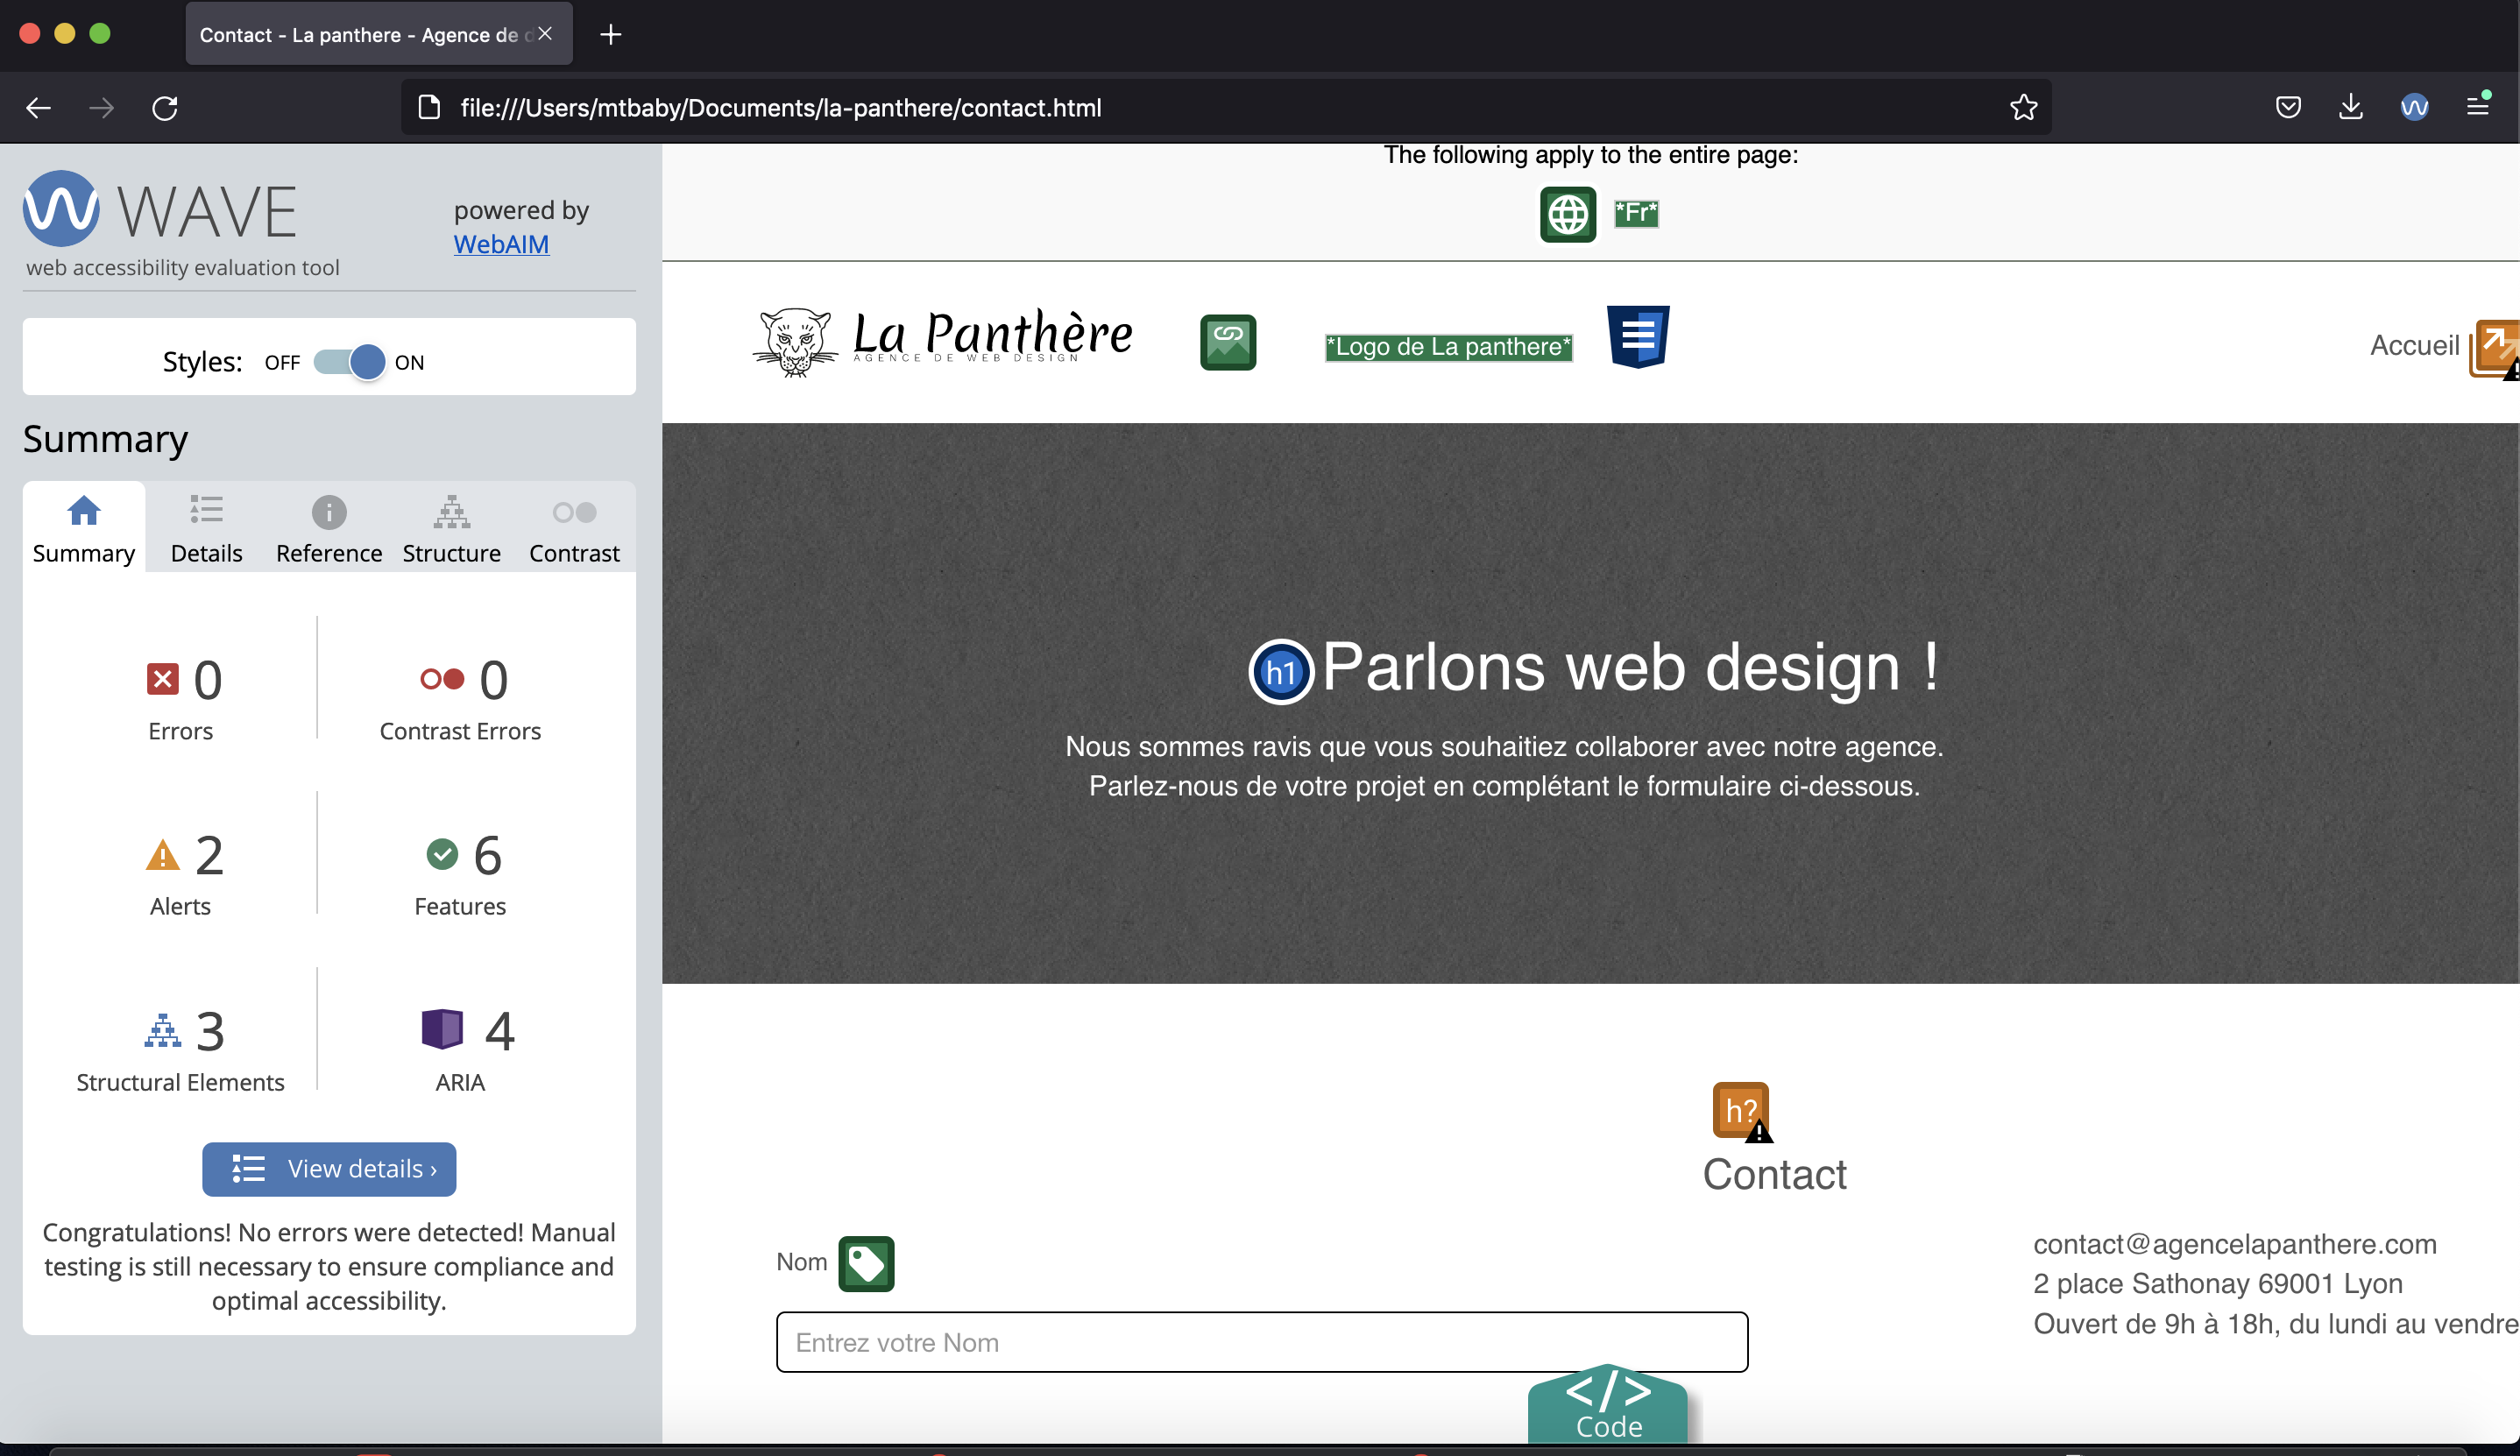 Contact - La panthere - Agence de d
file:///Users/mtbaby/Documents/la-panthere/contact.html
WAVE
powered by
WebAIM
web accessibility evaluation tool
Styles: OFF ON
Summary
Summary Details Reference Structure Contrast
0 0
Errors Contrast Errors
2 6
Alerts Features
3 4
Structural Elements ARIA
View details ›
Congratulations! No errors were detected! Manual
testing is still necessary to ensure compliance and
optimal accessibility.
The following apply to the entire page:
*Fr*
La Panthère
AGENCE DE WEB DESIGN
*Logo de La panthere*
Accueil
h1 Parlons web design !
Nous sommes ravis que vous souhaitiez collaborer avec notre agence.
Parlez-nous de votre projet en complétant le formulaire ci-dessous.
h?
Contact
Nom
Entrez votre Nom
contact@agencelapanthere.com
2 place Sathonay 69001 Lyon
Ouvert de 9h à 18h, du lundi au vendre
</>
Code